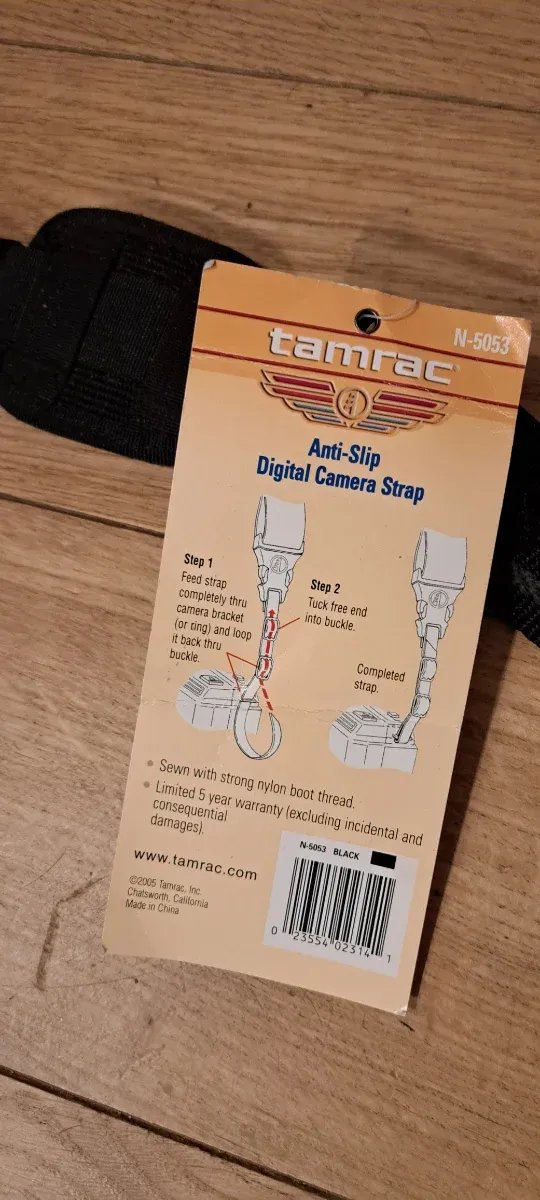 N-5053
tamrac
Anti-Slip
Digital Camera Strap
Step 1
Feed strap
completely thru
camera bracket
(or ring) and loop
it back thru
buckle.
Step 2
Tuck free end
into buckle.
Completed
strap.
• Sewn with strong nylon boot thread.
• Limited 5 year warranty (excluding incidental and
consequential
damages).
www.tamrac.com
©2005 Tamrac, Inc.
Chatsworth, California
Made in China
N-5053 BLACK
0 23554 02314 1